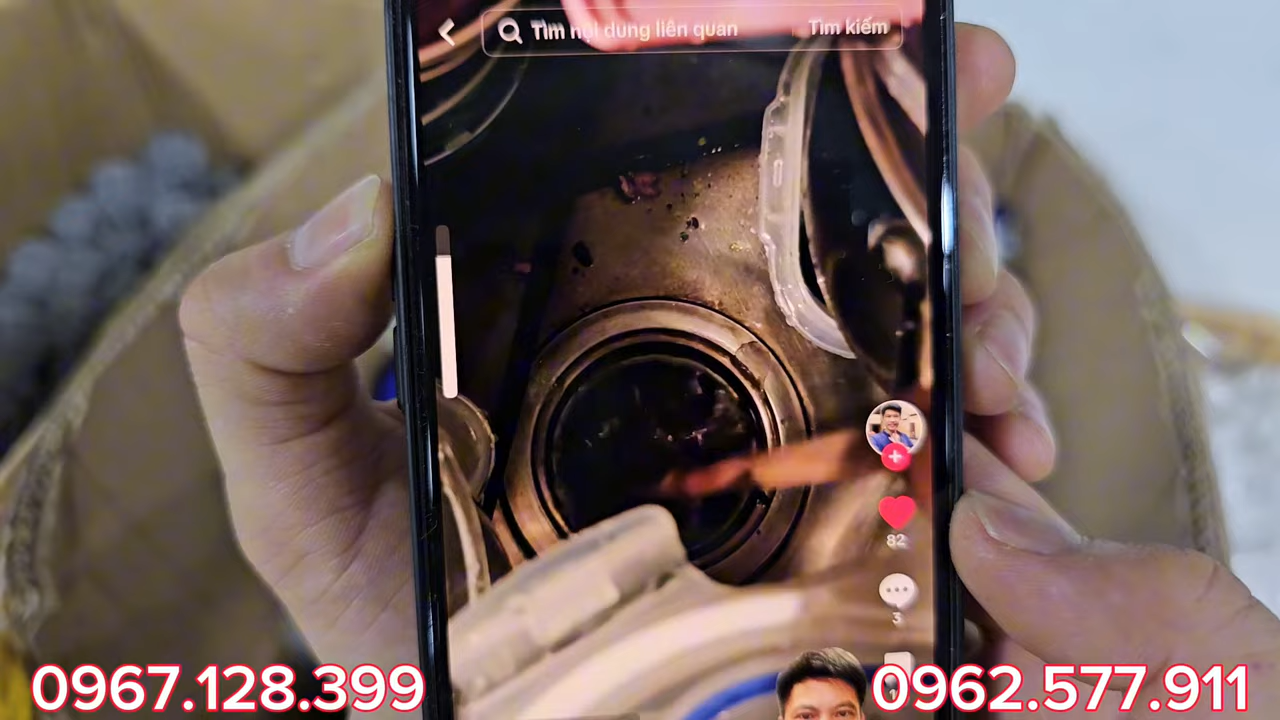 Tìm nội dung liên quan
Tìm kiếm
82
3
0967.128.399
0962.577.911